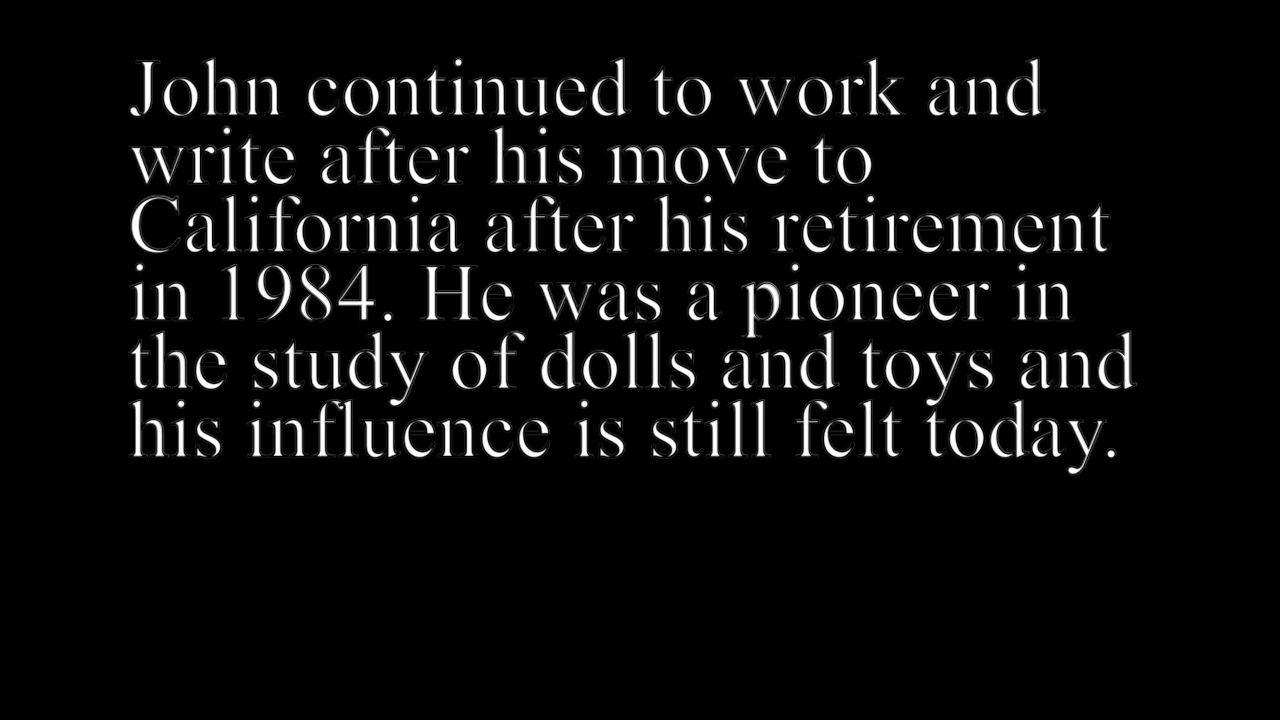 John continued to work and
write after his move to
California after his retirement
in 1984. He was a pioneer in
the study of dolls and toys and
his influence is still felt today.